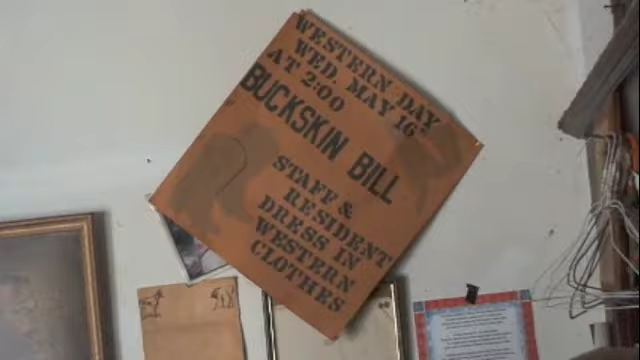 WESTERN DAY
WED. MAY 16
AT 2:00
BUCKSKIN BILL
STAFF &
RESIDENT
DRESS IN
WESTERN
CLOTHES